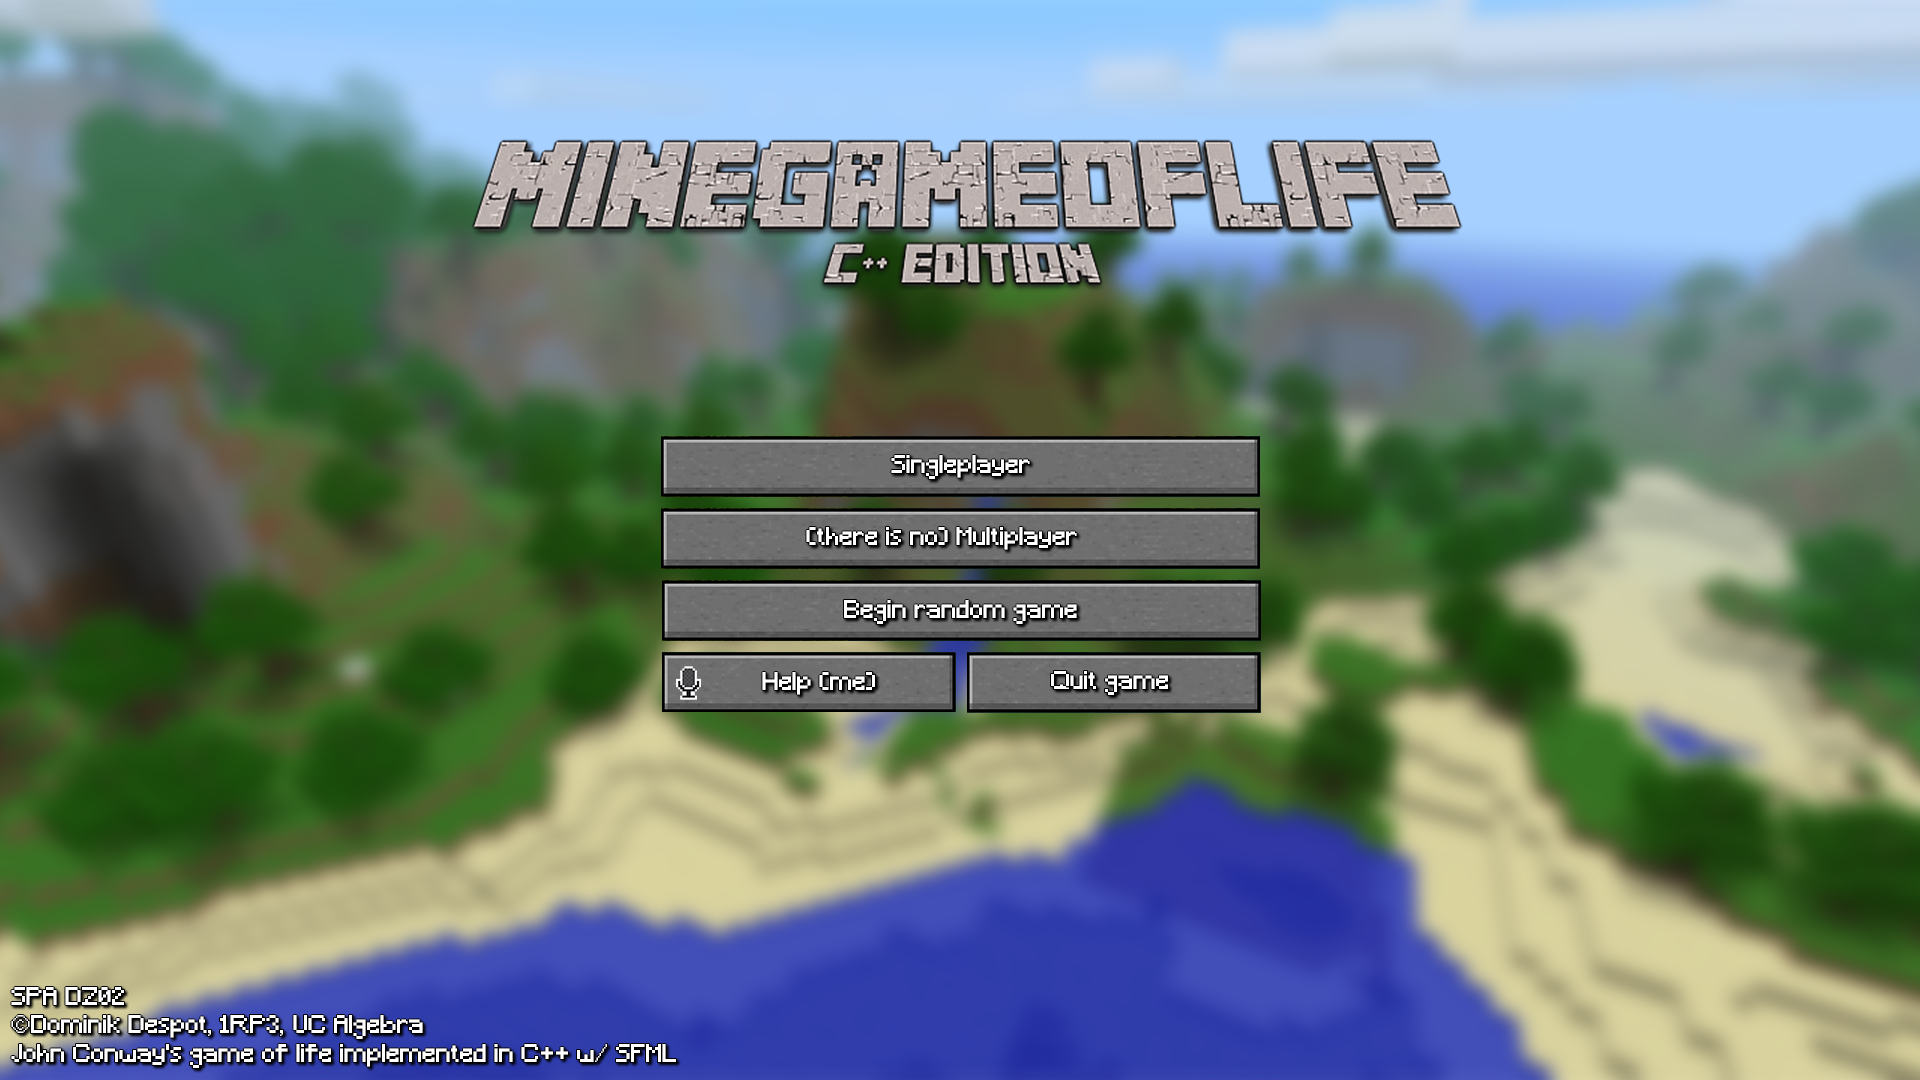 MINEGAMEOFLIFE
C++ EDITION
Singleplayer
(there is no) Multiplayer
Begin random game
Help (me)
Quit game
SPA DZ02
©Dominik Despot, 1RP3, UC Algebra
John Conway's game of life implemented in C++ w/ SFML